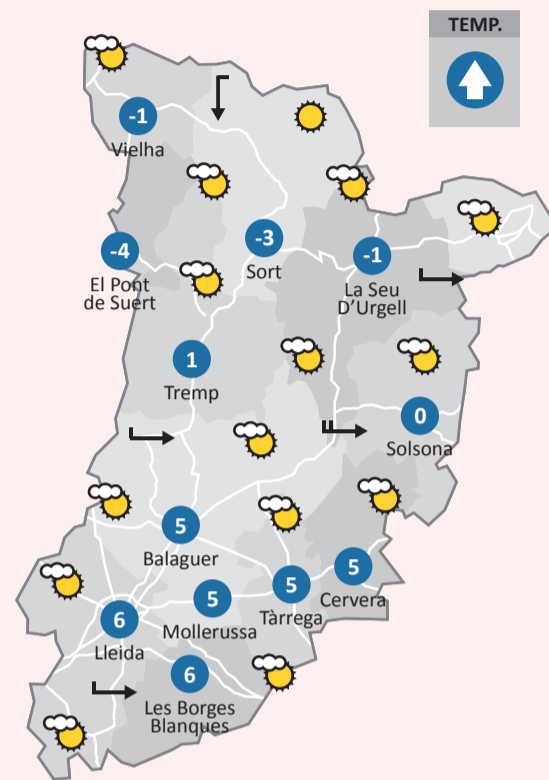 TEMP.
-1
Vielha
-4
El Pont
de Suert
-3
Sort
-1
La Seu
D'Urgell
1
Tremp
0
Solsona
5
Balaguer
5
Mollerussa
5
Tàrrega
5
Cervera
6
Lleida
6
Les Borges
Blanques